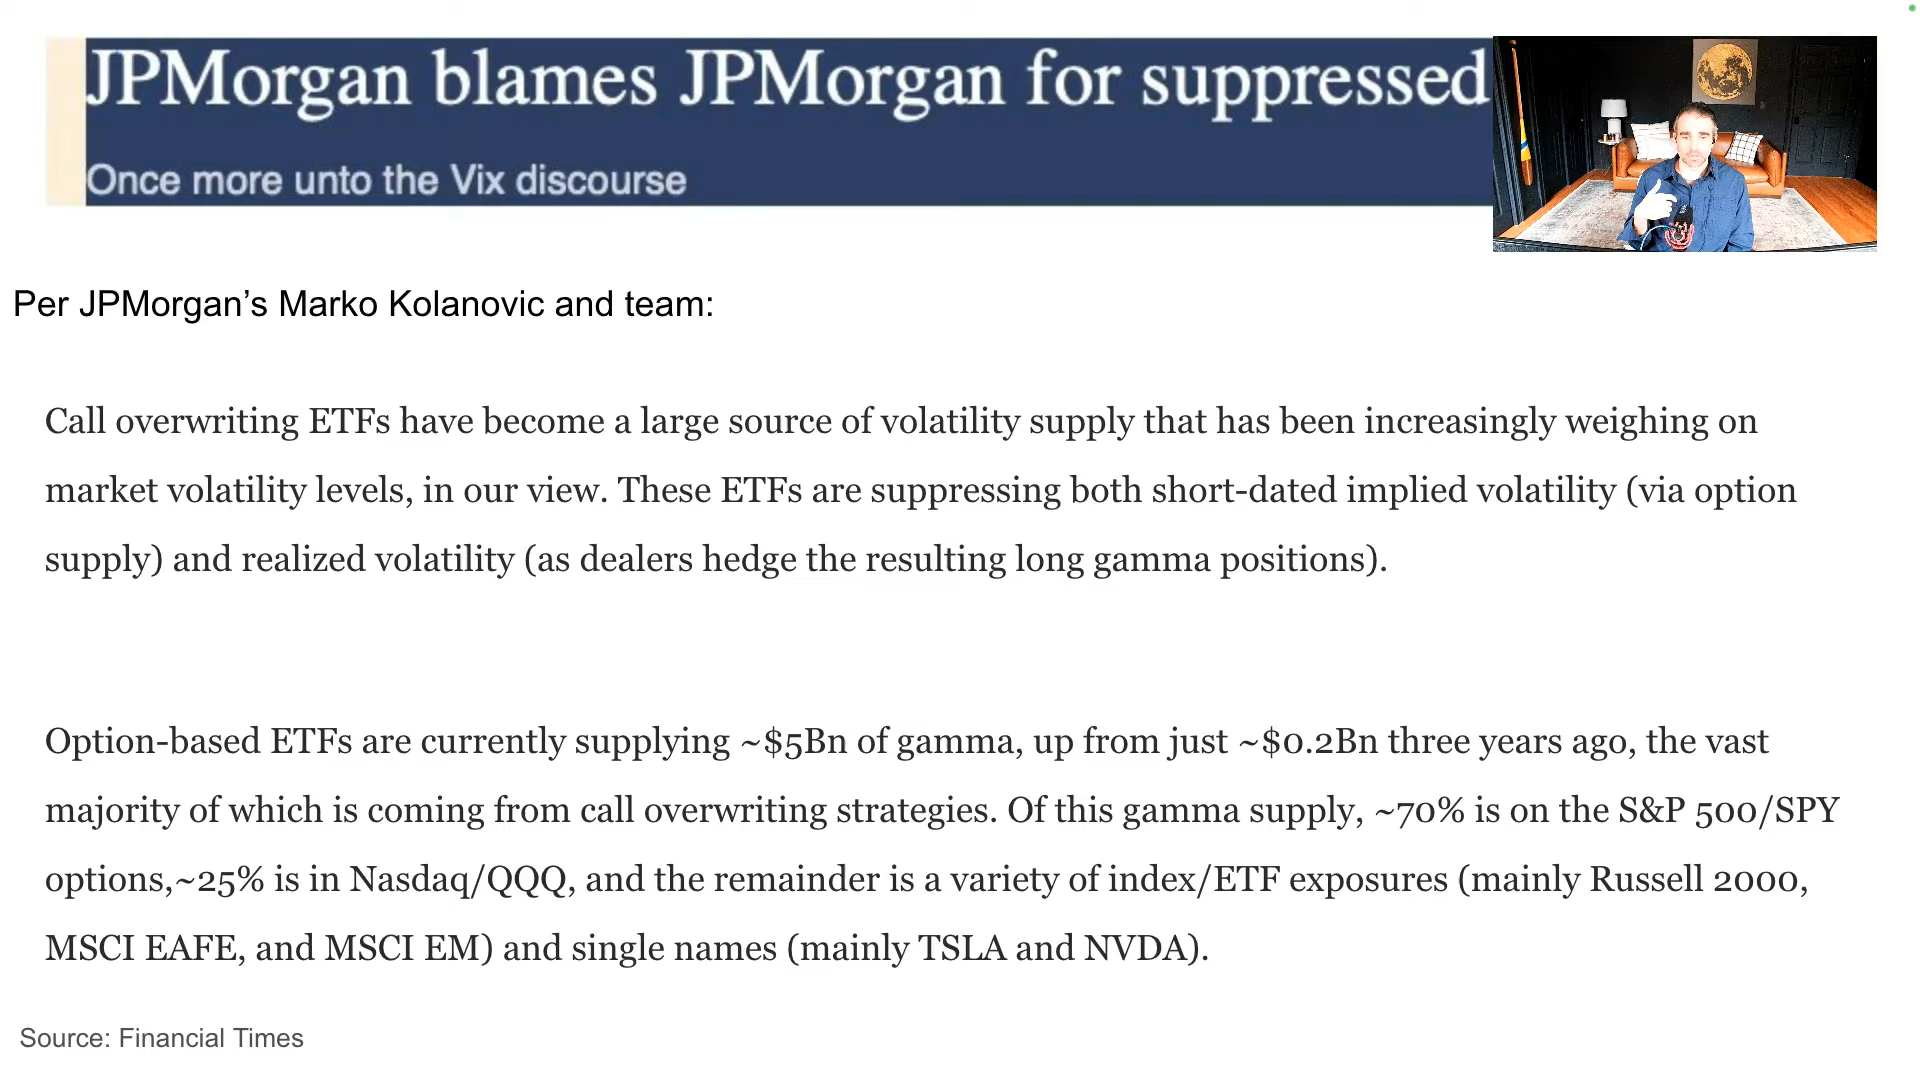 JPMorgan blames JPMorgan for suppressed
Once more unto the Vix discourse
Per JPMorgan’s Marko Kolanovic and team:
Call overwriting ETFs have become a large source of volatility supply that has been increasingly weighing on
market volatility levels, in our view. These ETFs are suppressing both short-dated implied volatility (via option
supply) and realized volatility (as dealers hedge the resulting long gamma positions).
Option-based ETFs are currently supplying ~$5Bn of gamma, up from just ~$0.2Bn three years ago, the vast
majority of which is coming from call overwriting strategies. Of this gamma supply, ~70% is on the S&P 500/SPY
options,~25% is in Nasdaq/QQQ, and the remainder is a variety of index/ETF exposures (mainly Russell 2000,
MSCI EAFE, and MSCI EM) and single names (mainly TSLA and NVDA).
Source: Financial Times